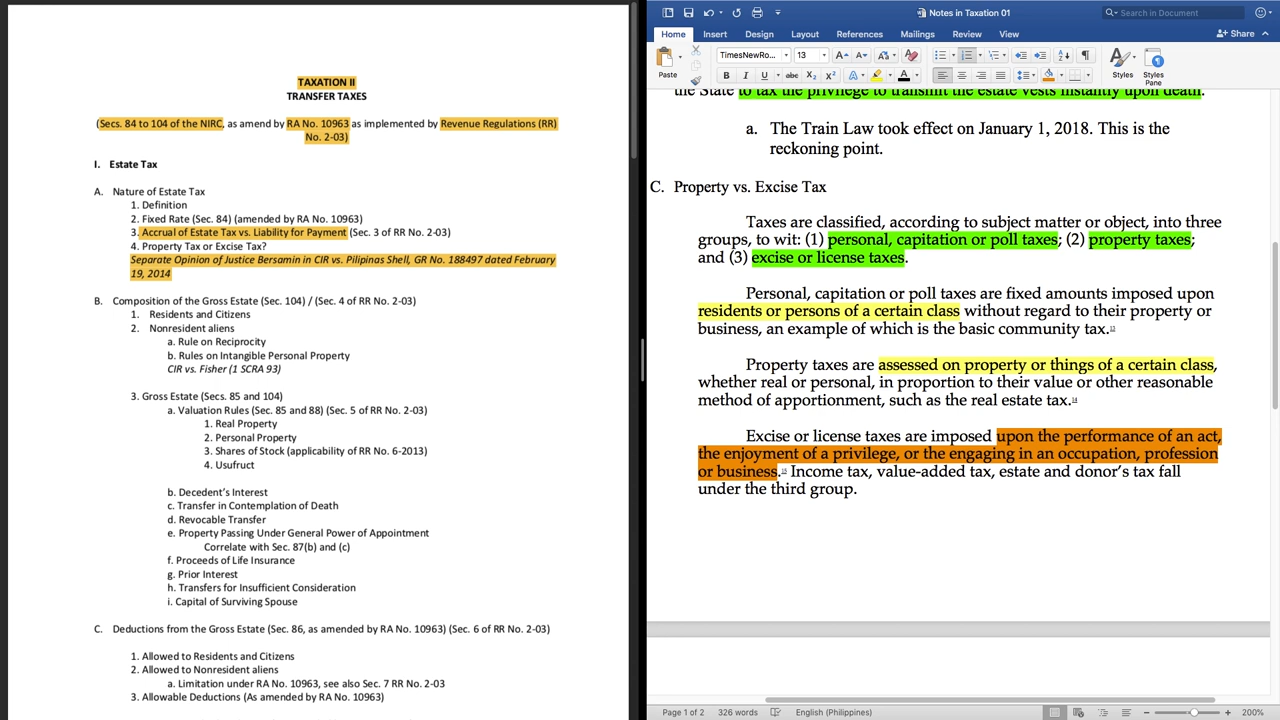 TAXATION II
TRANSFER TAXES
(Secs. 84 to 104 of the NIRC, as amend by RA No. 10963 as implemented by Revenue Regulations (RR)
No. 2-03)
I. Estate Tax
A. Nature of Estate Tax
1. Definition
2. Fixed Rate (Sec. 84) (amended by RA No. 10963)
3. Accrual of Estate Tax vs. Liability for Payment (Sec. 3 of RR No. 2-03)
4. Property Tax or Excise Tax?
Separate Opinion of Justice Bersamin in CIR vs. Pilipinas Shell, GR No. 188497 dated February
19, 2014
B. Composition of the Gross Estate (Sec. 104) / (Sec. 4 of RR No. 2-03)
1. Residents and Citizens
2. Nonresident aliens
a. Rule on Reciprocity
b. Rules on Intangible Personal Property
CIR vs. Fisher (1 SCRA 93)
3. Gross Estate (Secs. 85 and 104)
a. Valuation Rules (Sec. 85 and 88) (Sec. 5 of RR No. 2-03)
1. Real Property
2. Personal Property
3. Shares of Stock (applicability of RR No. 6-2013)
4. Usufruct
b. Decedent's Interest
c. Transfer in Contemplation of Death
d. Revocable Transfer
e. Property Passing Under General Power of Appointment
Correlate with Sec. 87(b) and (c)
f. Proceeds of Life Insurance
g. Prior Interest
h. Transfers for Insufficient Consideration
i. Capital of Surviving Spouse
C. Deductions from the Gross Estate (Sec. 86, as amended by RA No. 10963) (Sec. 6 of RR No. 2-03)
1. Allowed to Residents and Citizens
2. Allowed to Nonresident aliens
a. Limitation under RA No. 10963, see also Sec. 7 RR No. 2-03
3. Allowable Deductions (As amended by RA No. 10963)
Notes in Taxation 01
Search in Document
Home Insert Design Layout References Mailings Review View
Share
Paste
TimesNewRo...
13
Styles
Styles
Pane
the State to tax the privilege to transmit the estate vests instantly upon death.
a. The Train Law took effect on January 1, 2018. This is the
reckoning point.
C. Property vs. Excise Tax
Taxes are classified, according to subject matter or object, into three
groups, to wit: (1) personal, capitation or poll taxes; (2) property taxes;
and (3) excise or license taxes.
Personal, capitation or poll taxes are fixed amounts imposed upon
residents or persons of a certain class without regard to their property or
business, an example of which is the basic community tax.13
Property taxes are assessed on property or things of a certain class,
whether real or personal, in proportion to their value or other reasonable
method of apportionment, such as the real estate tax.14
Excise or license taxes are imposed upon the performance of an act,
the enjoyment of a privilege, or the engaging in an occupation, profession
or business.15 Income tax, value-added tax, estate and donor's tax fall
under the third group.
Page 1 of 2 326 words English (Philippines) 200%